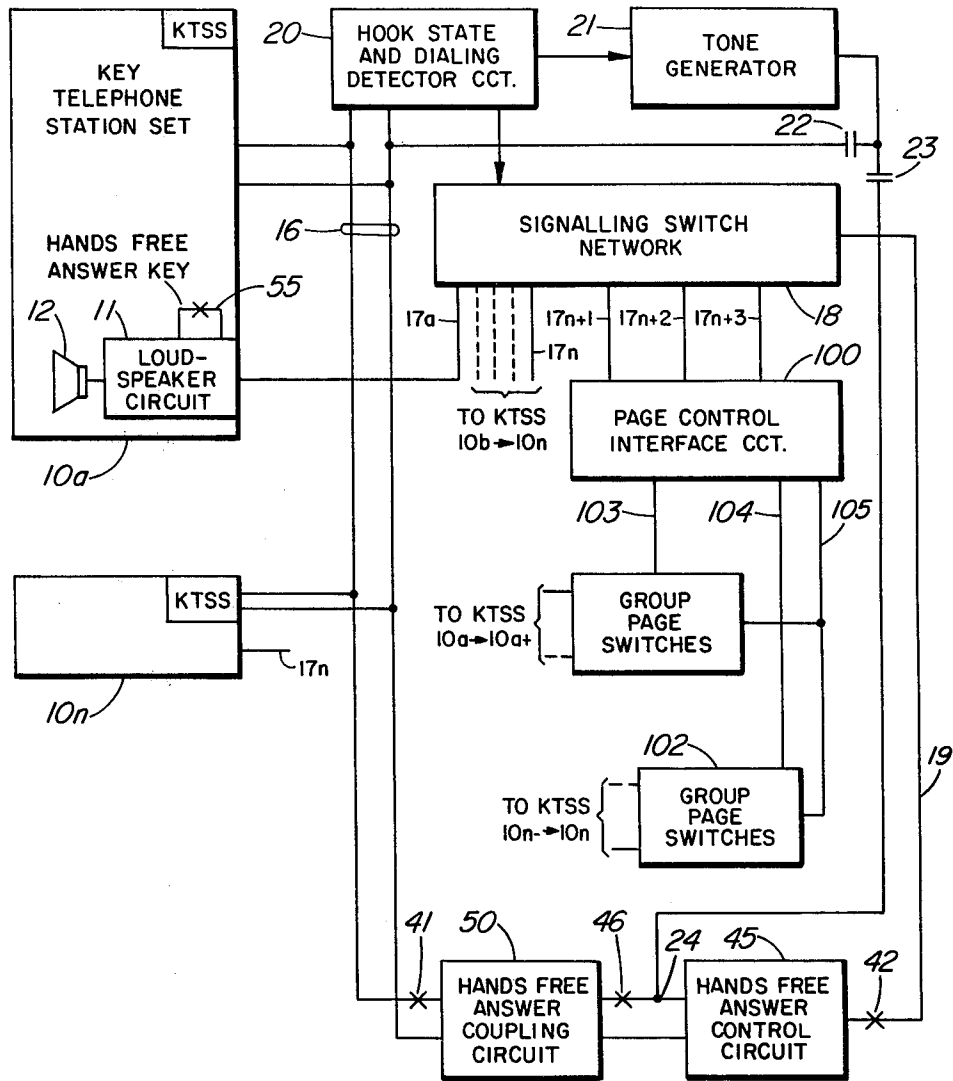 KTSS
KEY
TELEPHONE
STATION SET
HANDS FREE
ANSWER KEY
55
12
11
LOUD-
SPEAKER
CIRCUIT
10a
20
HOOK STATE
AND DIALING
DETECTOR CCT.
21
TONE
GENERATOR
22
23
16
SIGNALLING SWITCH
NETWORK
18
17a
17n
17n+1
17n+2
17n+3
TO KTSS
10b→10n
100
PAGE CONTROL
INTERFACE CCT.
103
104
105
KTSS
17n
10n
TO KTSS
10a→10a+
GROUP
PAGE
SWITCHES
102
TO KTSS
10n-→10n
GROUP
PAGE
SWITCHES
19
41
50
HANDS FREE
ANSWER
COUPLING
CIRCUIT
46
24
45
HANDS FREE
ANSWER
CONTROL
CIRCUIT
42